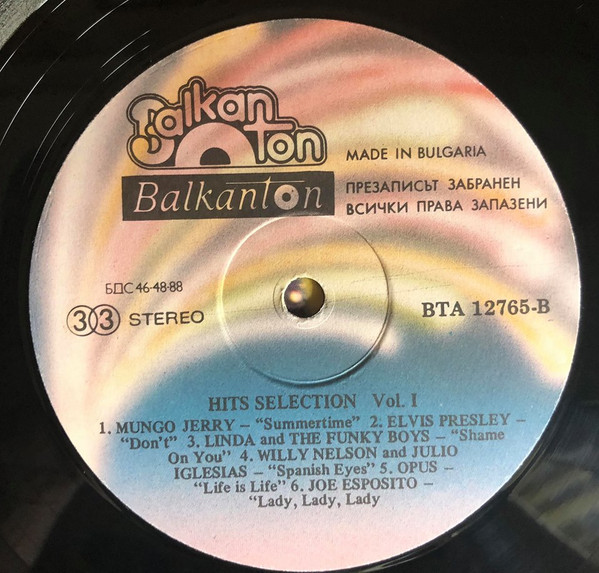 Balkan
Ton
Balkanton
MADE IN BULGARIA
ПРЕЗАПИСЪТ ЗАБРАНЕН
ВСИЧКИ ПРАВА ЗАПАЗЕНИ
БДС 46-48-88
33 STEREO
ВТА 12765-В
HITS SELECTION Vol. I
1. MUNGO JERRY – “Summertime” 2. ELVIS PRESLEY –
“Don't” 3. LINDA and THE FUNKY BOYS – “Shame
On You” 4. WILLY NELSON and JULIO
IGLESIAS – “Spanish Eyes” 5. OPUS –
“Life is Life” 6. JOE ESPOSITO –
“Lady, Lady, Lady